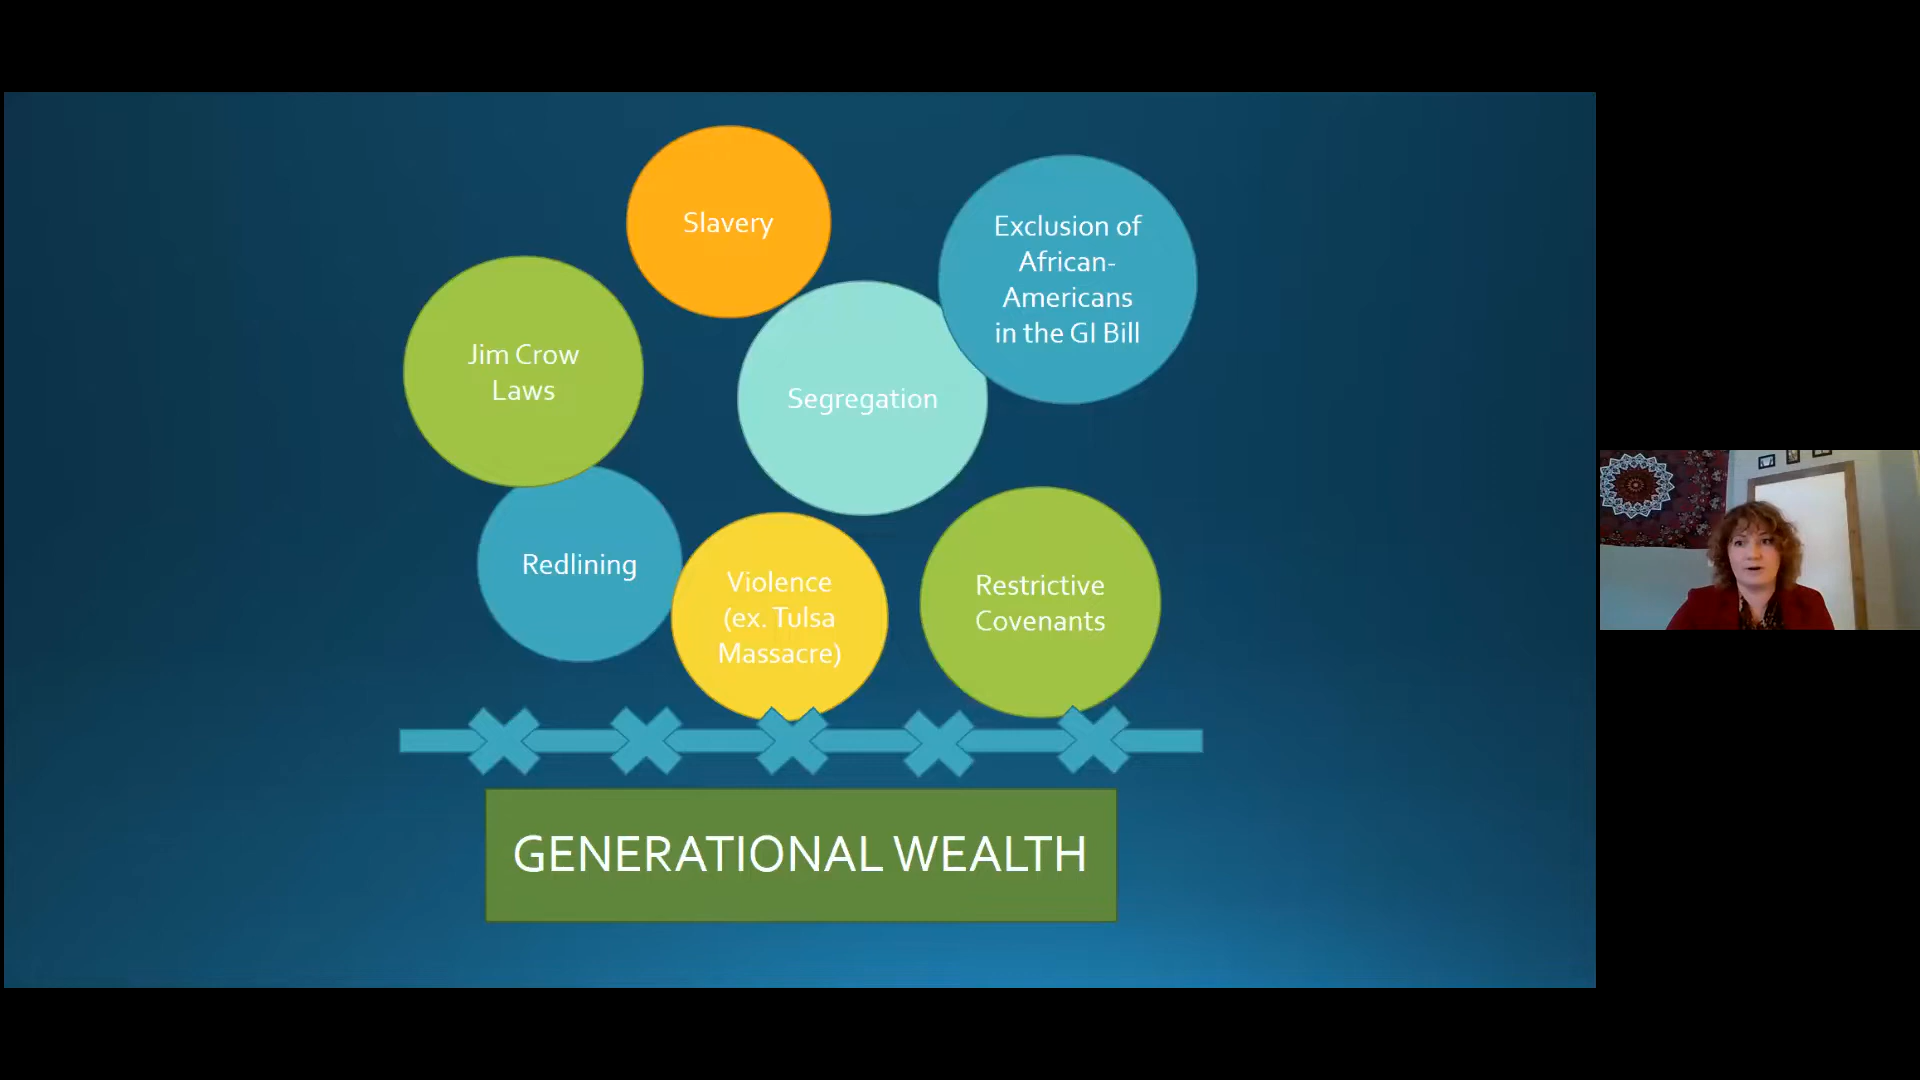 Slavery
Exclusion of
African-
Americans
in the GI Bill
Jim Crow
Laws
Segregation
Redlining
Violence
(ex. Tulsa
Massacre)
Restrictive
Covenants
GENERATIONAL WEALTH